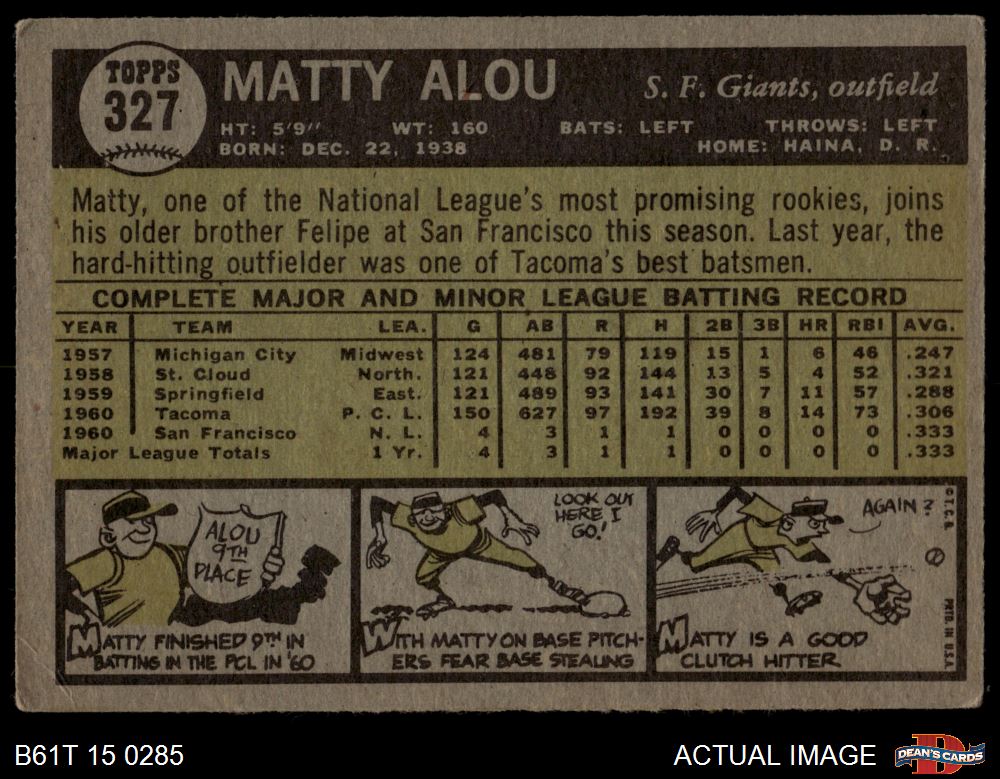 TOPPS
327
MATTY ALOU
S. F. Giants, outfield
HT: 5'9" WT: 160 BATS: LEFT THROWS: LEFT
BORN: DEC. 22, 1938 HOME: HAINA, D. R.
Matty, one of the National League's most promising rookies, joins
his older brother Felipe at San Francisco this season. Last year, the
hard-hitting outfielder was one of Tacoma's best batsmen.
COMPLETE MAJOR AND MINOR LEAGUE BATTING RECORD
YEAR TEAM LEA. G AB R H 2B 3B HR RBI AVG.
1957 Michigan City Midwest 124 481 79 119 15 1 6 46 .247
1958 St. Cloud North. 121 448 92 144 13 5 4 52 .321
1959 Springfield East. 121 489 93 141 30 7 11 57 .288
1960 Tacoma P. C. L. 150 627 97 192 39 8 14 73 .306
1960 San Francisco N. L. 4 3 1 1 0 0 0 0 .333
Major League Totals 1 Yr. 4 3 1 1 0 0 0 0 .333
ALOU
9TH
PLACE
MATTY FINISHED 9TH IN
BATTING IN THE PCL IN '60
LOOK OUT
HERE I
GO!
WITH MATTY ON BASE PITCH-
ERS FEAR BASE STEALING
AGAIN?
MATTY IS A GOOD
CLUTCH HITTER
© T. C. G.
PRTD. IN U.S.A.
B61T 15 0285
ACTUAL IMAGE
DEAN'S CARDS